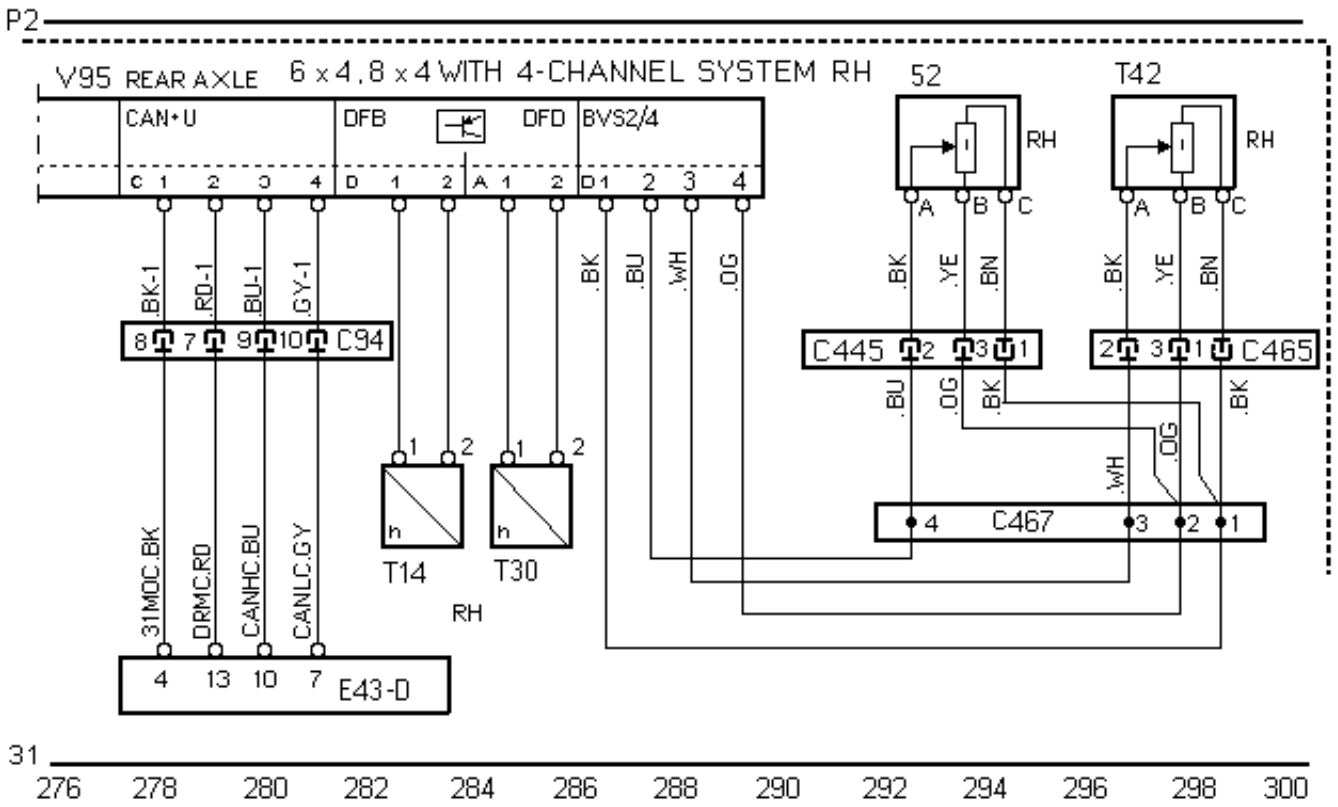 P2
V95 REAR AXLE 6 x 4, 8 x 4 WITH 4-CHANNEL SYSTEM RH 52 T42
CAN+U DFB DFD BVS2/4 RH RH
C 1 2 3 4 D 1 2 A 1 2 D1 2 3 4
A B C A B C
.BK-1 .RD-1 .BU-1 .GY-1 .BK .BU .WH .OG .BK .YE .BN .BK .YE .BN
8 7 9 10 C94 C445 2 3 1 2 3 1 C465
.BU .OG .BK .WH .OG .BK
1 2 1 2
4 C467 3 2 1
h h
T14 T30
RH
31MOC.BK DRMC.RD CANHC.BU CANLC.GY
4 13 10 7 E43-D
31
276 278 280 282 284 286 288 290 292 294 296 298 300